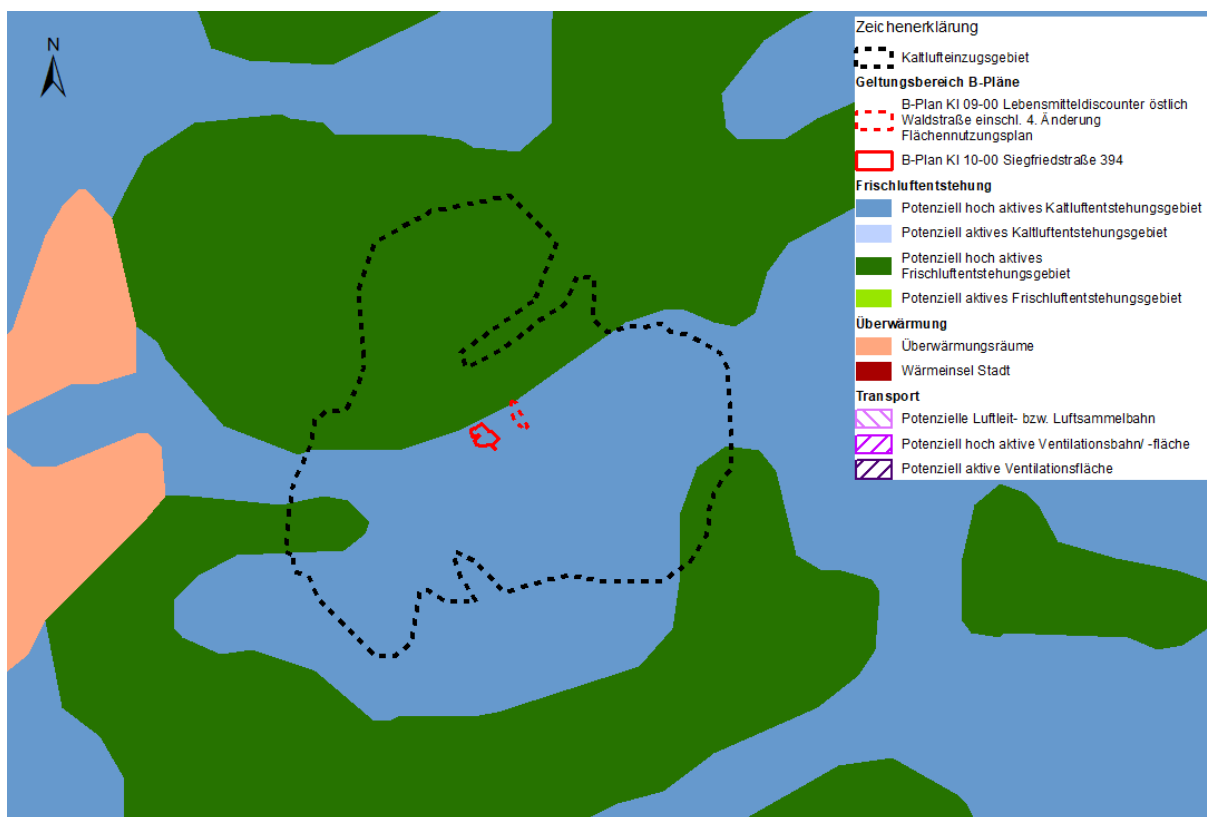 N
Zeichenerklärung
Kaltlufteinzugsgebiet
Geltungsbereich B-Pläne
B-Plan KI 09-00 Lebensmitteldiscounter östlich
Waldstraße einschl. 4. Änderung
Flächennutzungsplan
B-Plan KI 10-00 Siegfriedstraße 394
Frischluftentstehung
Potenziell hoch aktives Kaltluftentstehungsgebiet
Potenziell aktives Kaltluftentstehungsgebiet
Potenziell hoch aktives
Frischluftentstehungsgebiet
Potenziell aktives Frischluftentstehungsgebiet
Überwärmung
Überwärmungsräume
Wärmeinsel Stadt
Transport
Potenzielle Luftleit- bzw. Luftsammelbahn
Potenziell hoch aktive Ventilationsbahn/ -fläche
Potenziell aktive Ventilationsfläche